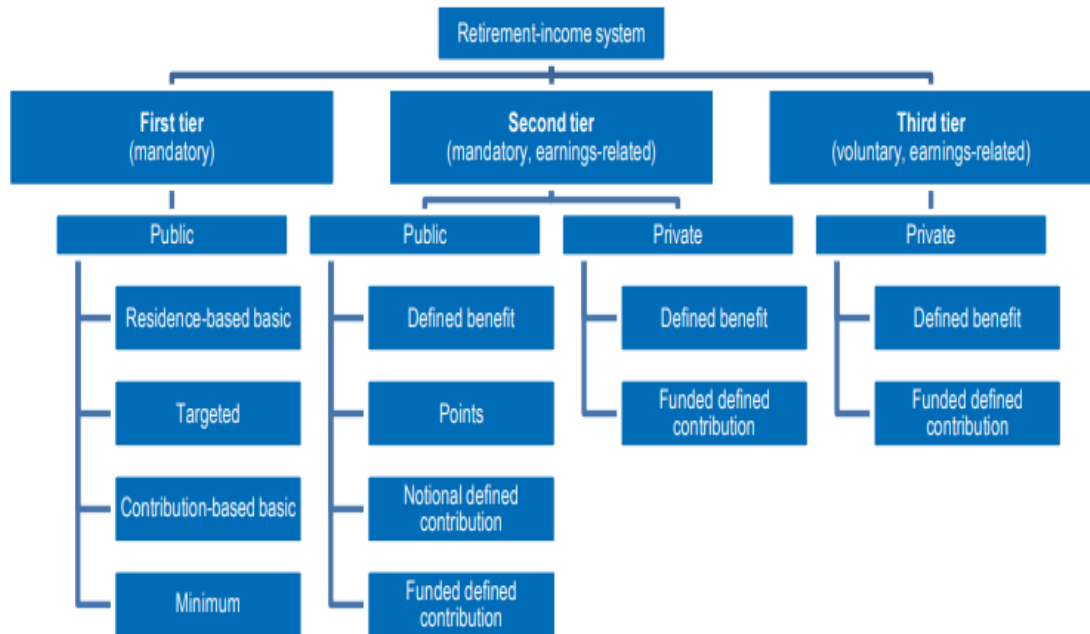 Retirement-income system
First tier
(mandatory)
Second tier
(mandatory, earnings-related)
Third tier
(voluntary, earnings-related)
Public
Public
Private
Private
Residence-based basic
Defined benefit
Defined benefit
Defined benefit
Targeted
Points
Funded defined
contribution
Funded defined
contribution
Contribution-based basic
Notional defined
contribution
Minimum
Funded defined
contribution